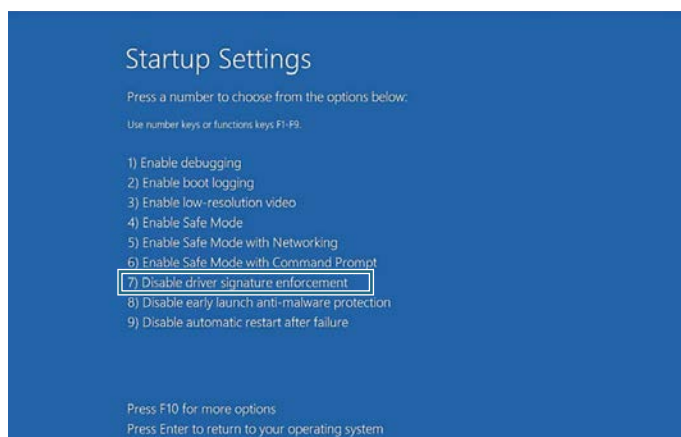 Startup Settings
Press a number to choose from the options below:
Use number keys or functions keys F1-F9.
1) Enable debugging
2) Enable boot logging
3) Enable low-resolution video
4) Enable Safe Mode
5) Enable Safe Mode with Networking
6) Enable Safe Mode with Command Prompt
7) Disable driver signature enforcement
8) Disable early launch anti-malware protection
9) Disable automatic restart after failure
Press F10 for more options
Press Enter to return to your operating system